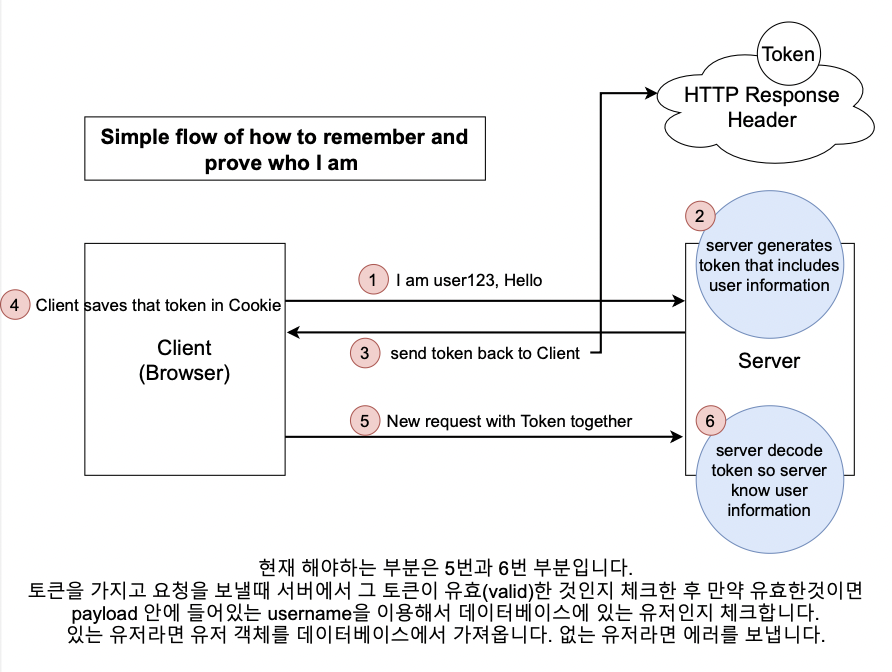 Token
HTTP Response
Header
Simple flow of how to remember and
prove who I am
2
server generates
token that includes
user information
1 I am user123, Hello
4 Client saves that token in Cookie
Client
(Browser)
3 send token back to Client
Server
5 New request with Token together
6
server decode
token so server
know user
information
현재 해야하는 부분은 5번과 6번 부분입니다.
토큰을 가지고 요청을 보낼때 서버에서 그 토큰이 유효(valid)한 것인지 체크한 후 만약 유효한것이면
payload 안에 들어있는 username을 이용해서 데이터베이스에 있는 유저인지 체크합니다.
있는 유저라면 유저 객체를 데이터베이스에서 가져옵니다. 없는 유저라면 에러를 보냅니다.